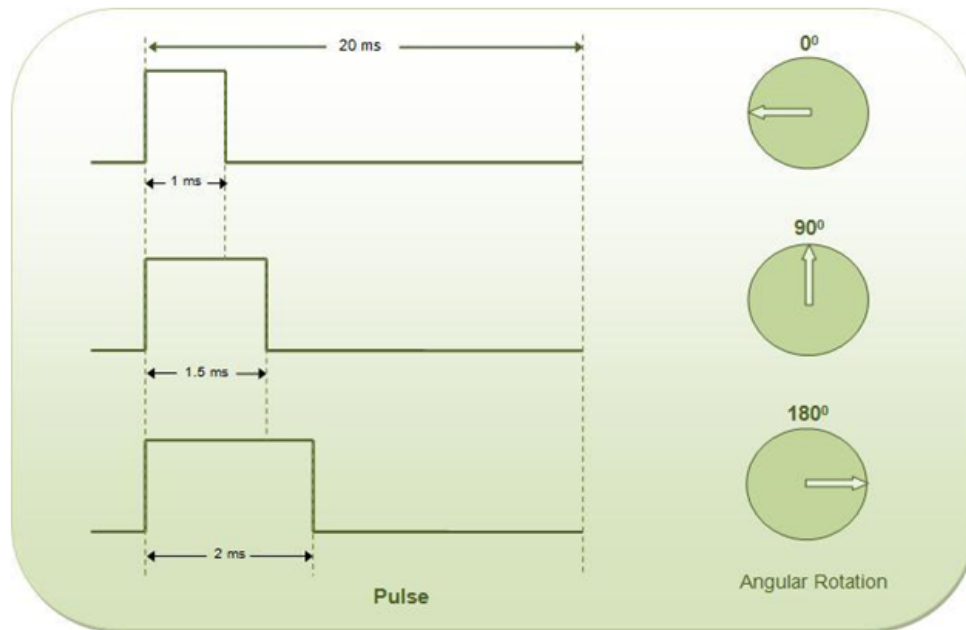 20 ms
0⁰
1 ms
90⁰
1.5 ms
180⁰
2 ms
Pulse
Angular Rotation